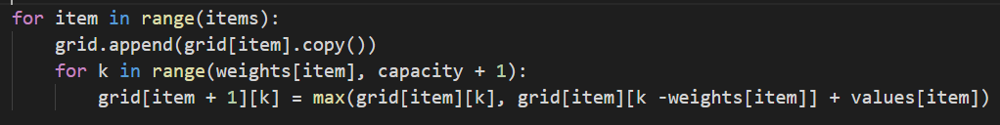 for item in range(items):
    grid.append(grid[item].copy())
    for k in range(weights[item], capacity + 1):
        grid[item + 1][k] = max(grid[item][k], grid[item][k -weights[item]] + values[item])